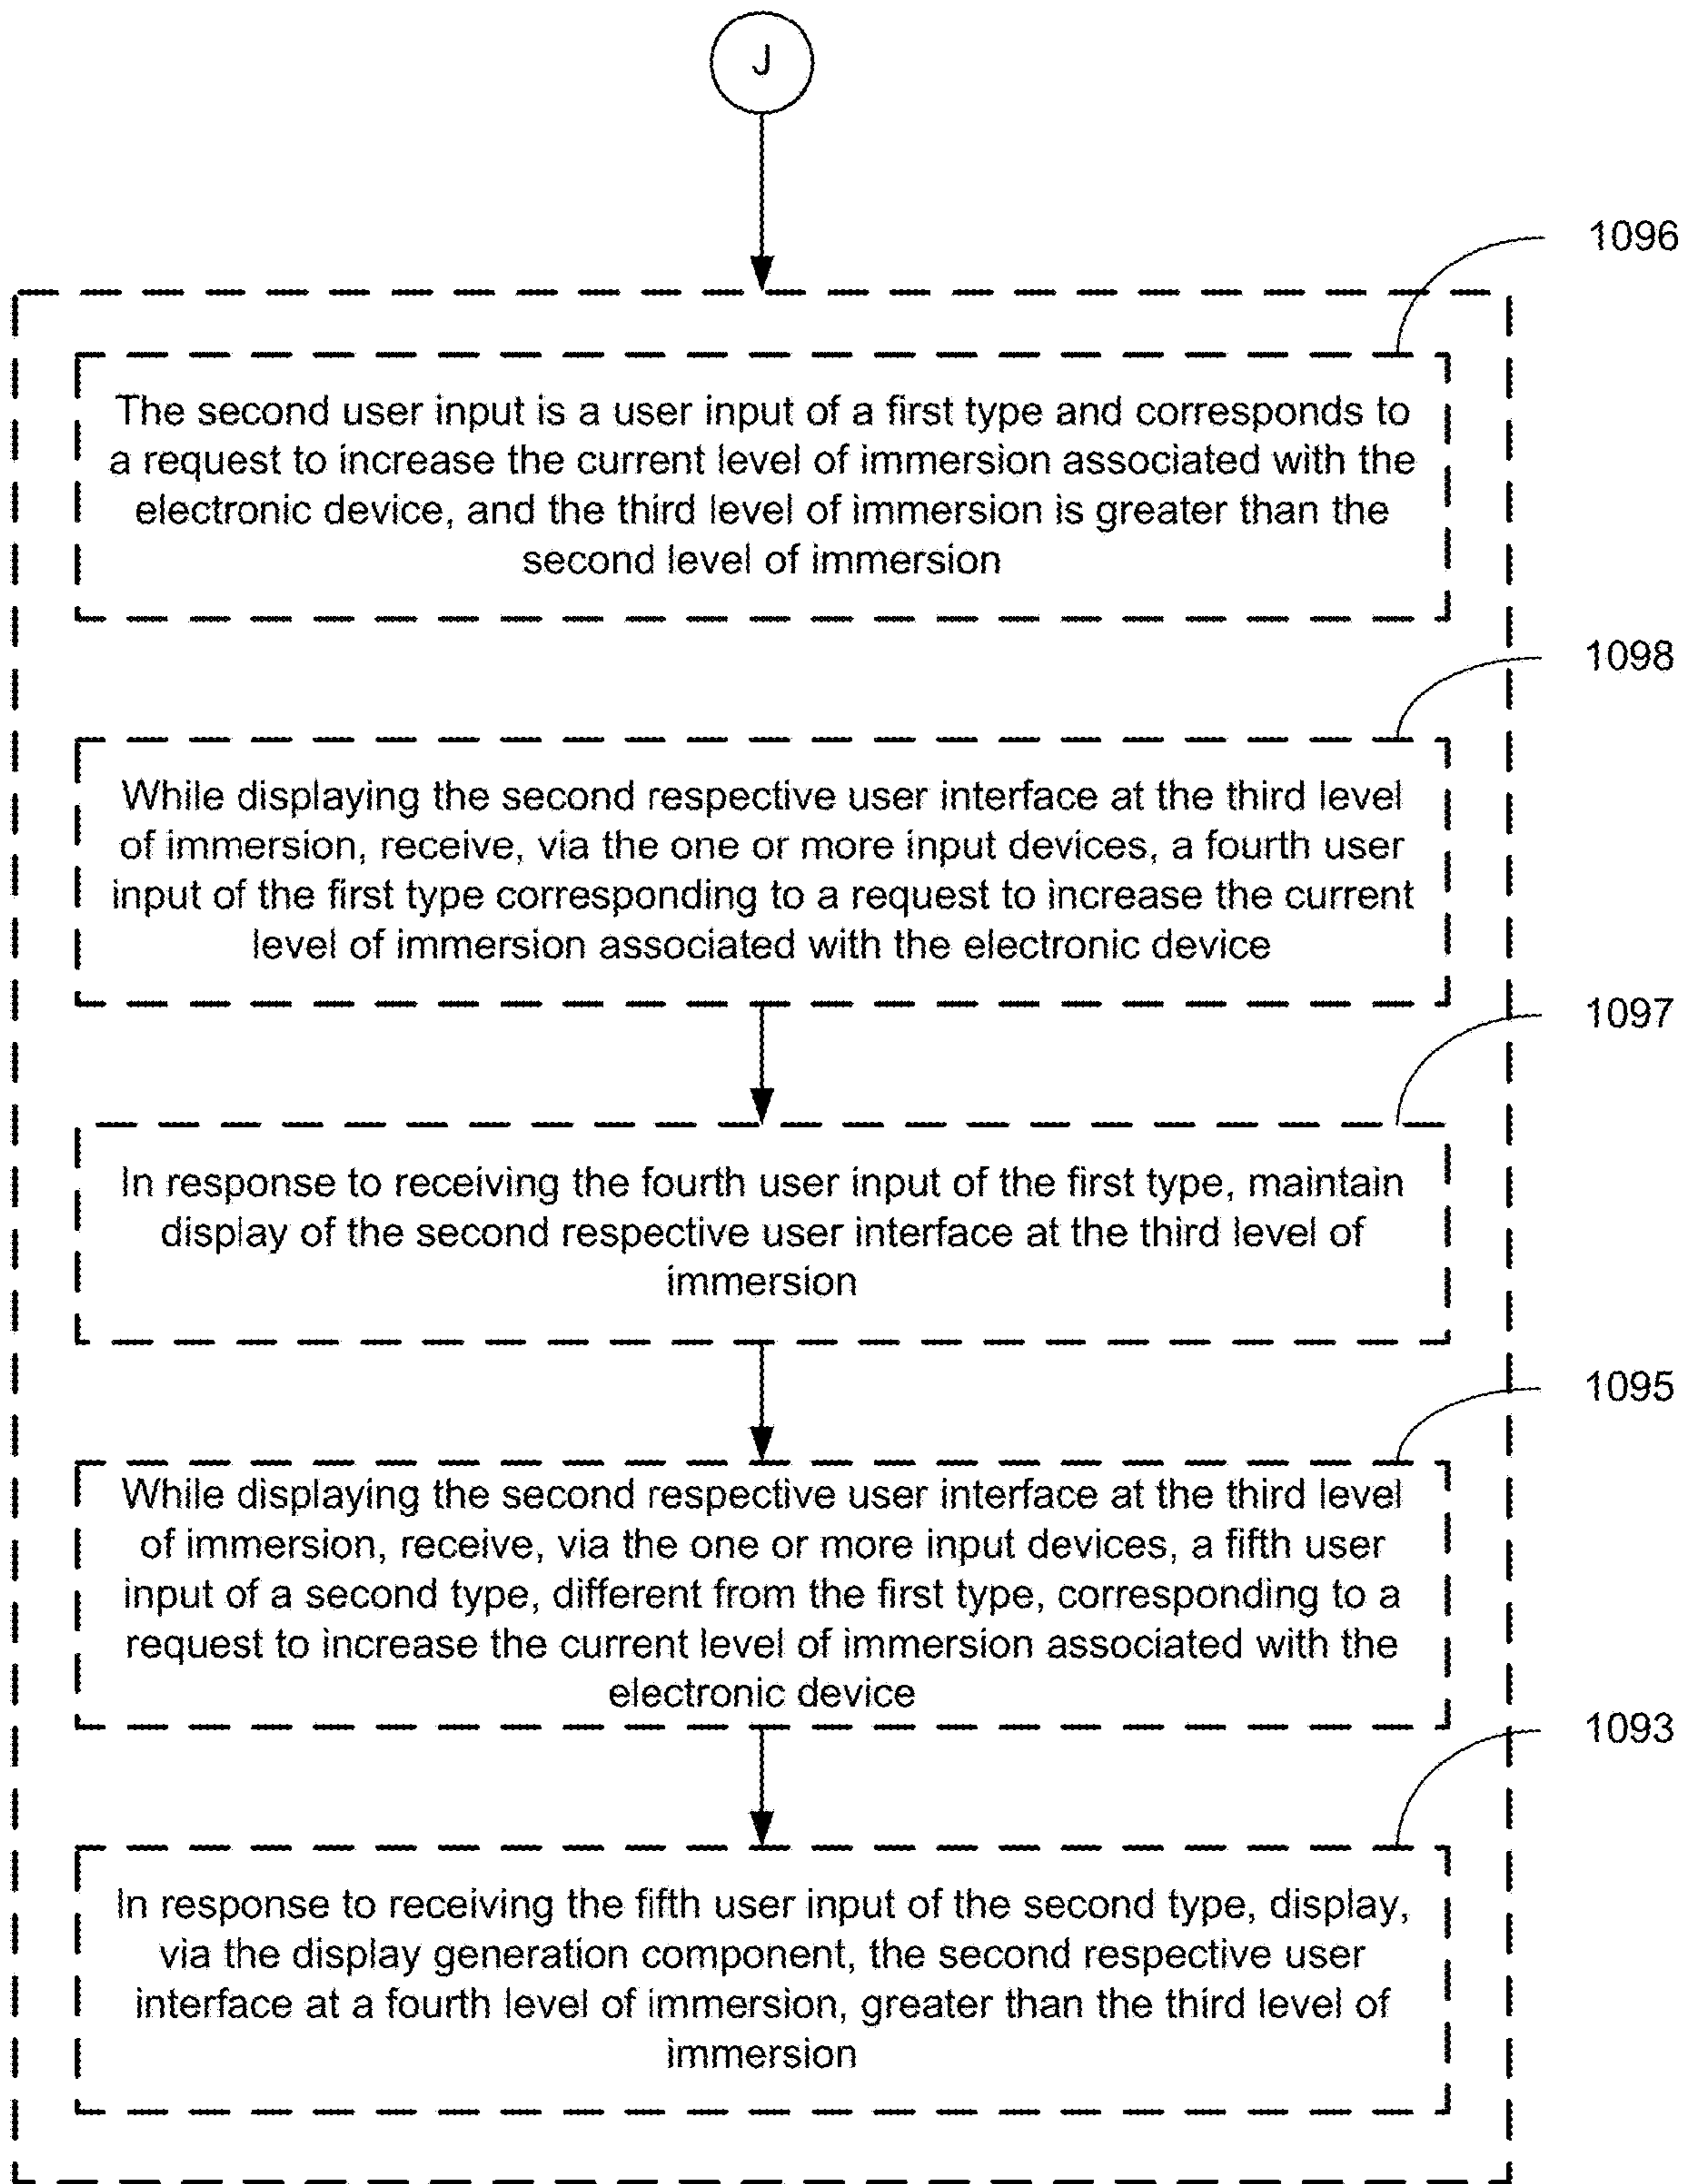 J
1096
The second user input is a user input of a first type and corresponds to
a request to increase the current level of immersion associated with the
electronic device, and the third level of immersion is greater than the
second level of immersion
1098
While displaying the second respective user interface at the third level
of immersion, receive, via the one or more input devices, a fourth user
input of the first type corresponding to a request to increase the current
level of immersion associated with the electronic device
1097
In response to receiving the fourth user input of the first type, maintain
display of the second respective user interface at the third level of
immersion
1095
While displaying the second respective user interface at the third level
of immersion, receive, via the one or more input devices, a fifth user
input of a second type, different from the first type, corresponding to a
request to increase the current level of immersion associated with the
electronic device
1093
In response to receiving the fifth user input of the second type, display,
via the display generation component, the second respective user
interface at a fourth level of immersion, greater than the third level of
immersion